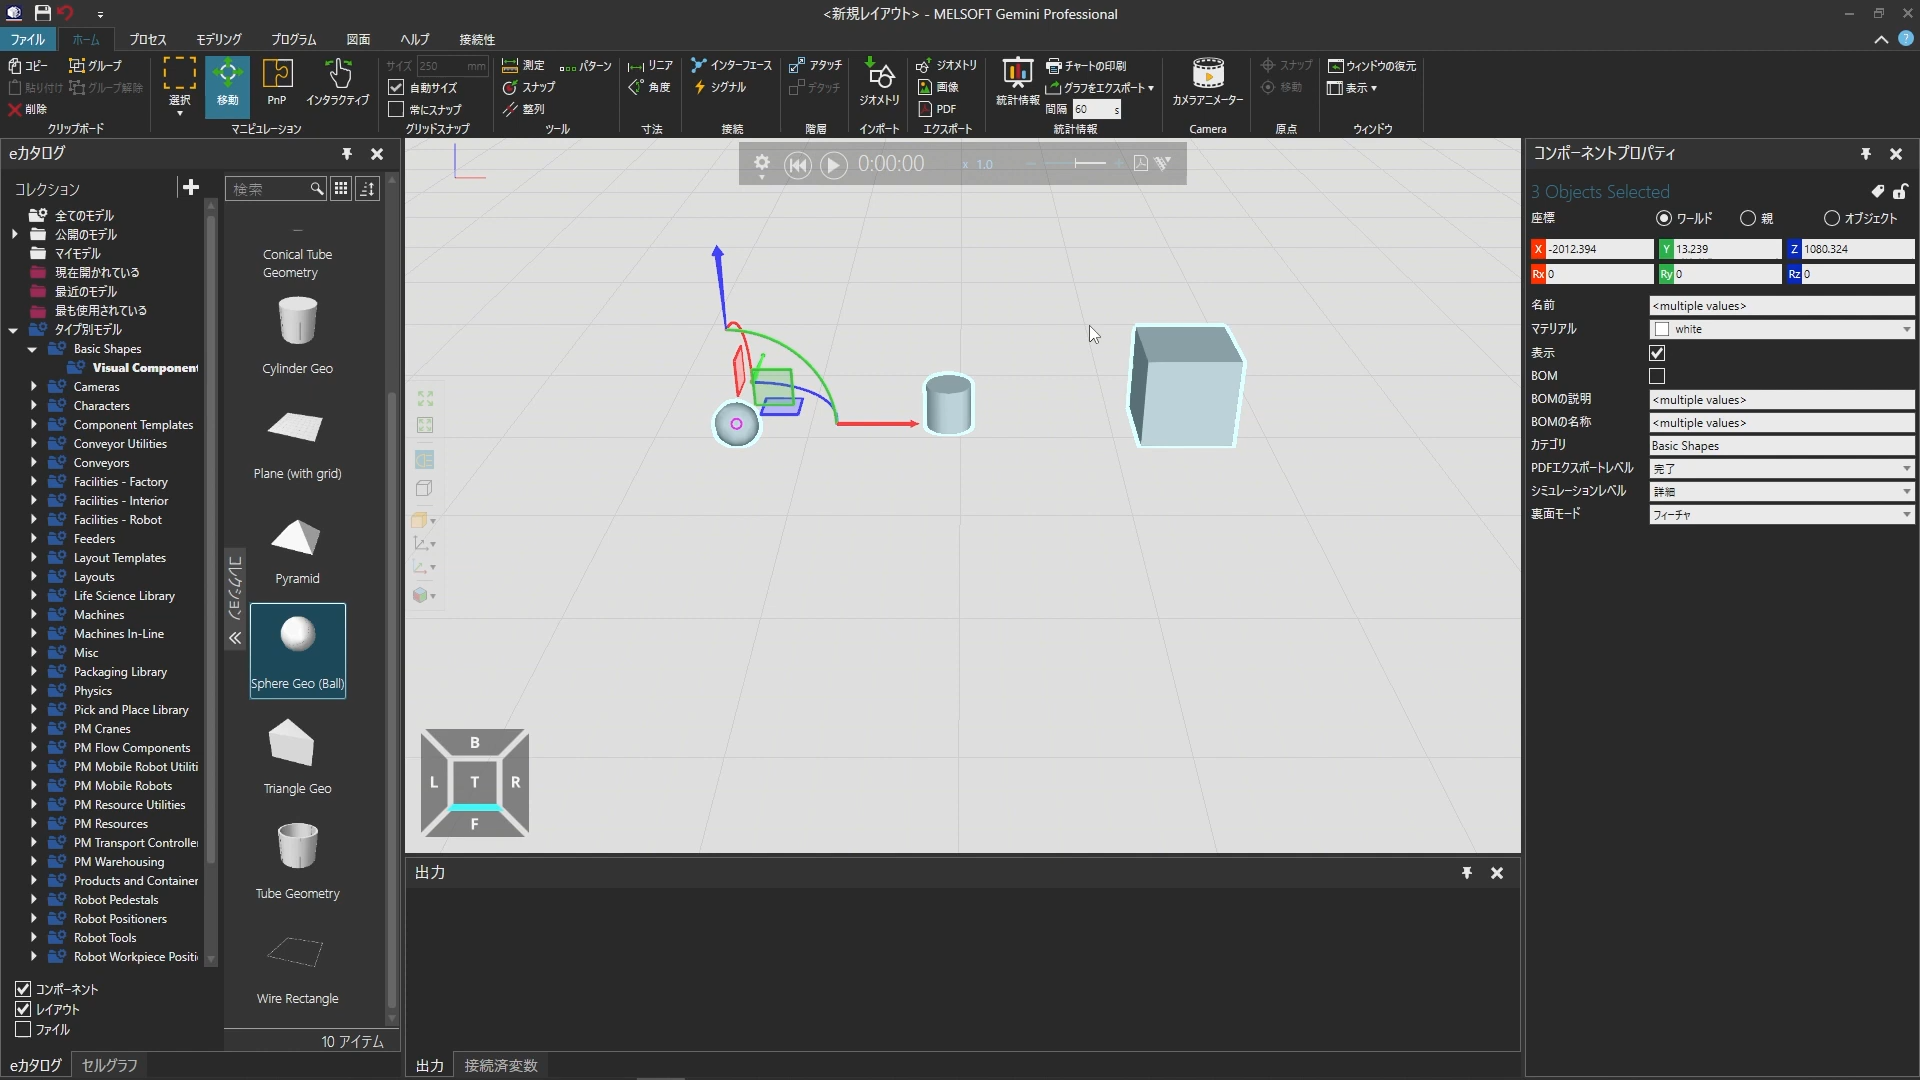 <新規レイアウト> - MELSOFT Gemini Professional
ファイル ホーム プロセス モデリング プログラム 図面 ヘルプ 接続性
コピー グループ
貼り付け グループ解除
削除
クリップボード
選択 移動 PnP インタラクティブ
マニピュレーション
サイズ 250 mm
自動サイズ
常にスナップ
グリッドスナップ
測定 パターン
スナップ
整列
ツール
リニア
角度
寸法
インターフェース
シグナル
接続
アタッチ
デタッチ
階層
ジオメトリ
インポート
ジオメトリ
画像
PDF
エクスポート
統計情報
チャートの印刷
グラフをエクスポート
間隔 60 s
統計情報
カメラアニメーター
Camera
スナップ
移動
原点
ウィンドウの復元
表示
ウィンドウ
eカタログ
コレクション
全てのモデル
公開のモデル
マイモデル
現在開かれている
最近のモデル
最も使用されている
タイプ別モデル
Basic Shapes
Visual Component
Cameras
Characters
Component Templates
Conveyor Utilities
Conveyors
Facilities - Factory
Facilities - Interior
Facilities - Robot
Feeders
Layout Templates
Layouts
Life Science Library
Machines
Machines In-Line
Misc
Packaging Library
Physics
Pick and Place Library
PM Cranes
PM Flow Components
PM Mobile Robot Utiliti
PM Mobile Robots
PM Resource Utilities
PM Resources
PM Transport Controlle
PM Warehousing
Products and Container
Robot Pedestals
Robot Positioners
Robot Tools
Robot Workpiece Positi
コンポーネント
レイアウト
ファイル
eカタログ セルグラフ
検索
Conical Tube
Geometry
Cylinder Geo
Plane (with grid)
Pyramid
Sphere Geo (Ball)
Triangle Geo
Tube Geometry
Wire Rectangle
10 アイテム
コレクション
0:00:00 x 1.0
B
L T R
F
出力
出力 接続済変数
コンポーネントプロパティ
3 Objects Selected
座標 ワールド 親 オブジェクト
X -2012.394 Y 13.239 Z 1080.324
Rx 0 Ry 0 Rz 0
名前 <multiple values>
マテリアル white
表示
BOM
BOMの説明 <multiple values>
BOMの名称 <multiple values>
カテゴリ Basic Shapes
PDFエクスポートレベル 完了
シミュレーションレベル 詳細
裏面モード フィーチャ